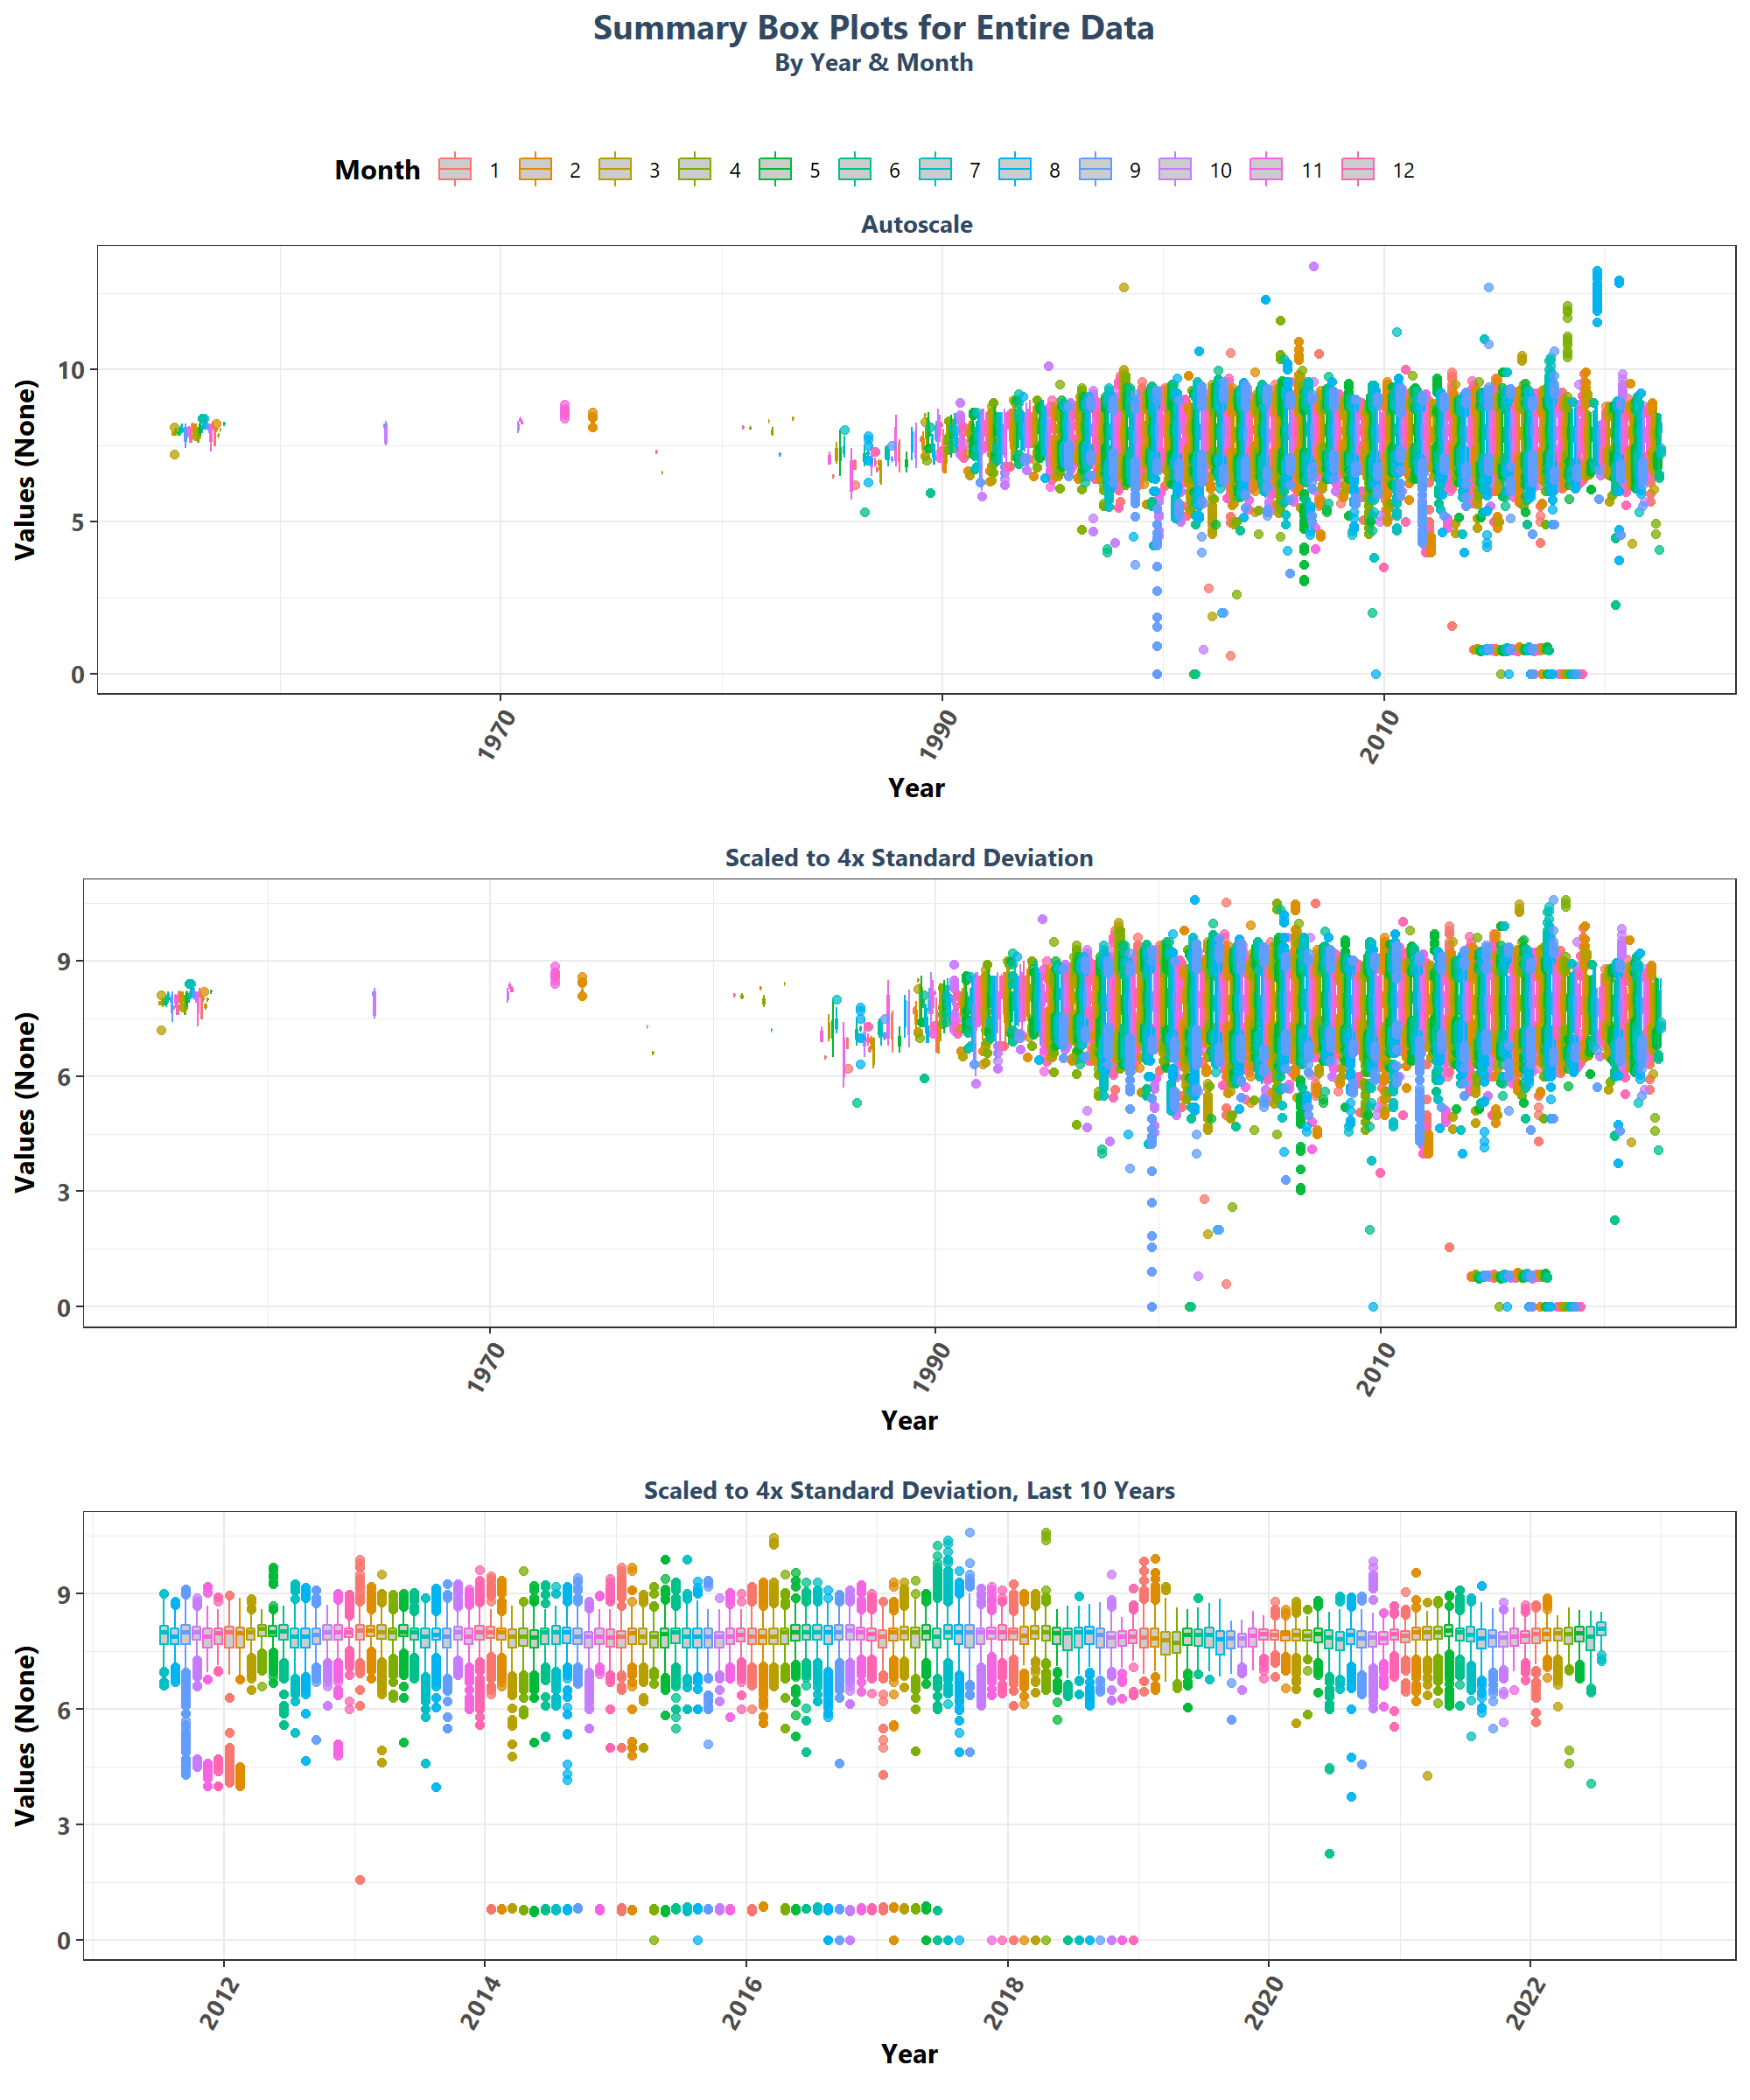 Summary Box Plots for Entire Data
By Year & Month
Month 1 2 3 4 5 6 7 8 9 10 11 12
Autoscale
Values (None)
10
5
0
1970 1990 2010
Year
Scaled to 4x Standard Deviation
Values (None)
9
6
3
0
1970 1990 2010
Year
Scaled to 4x Standard Deviation, Last 10 Years
Values (None)
9
6
3
0
2012 2014 2016 2018 2020 2022
Year